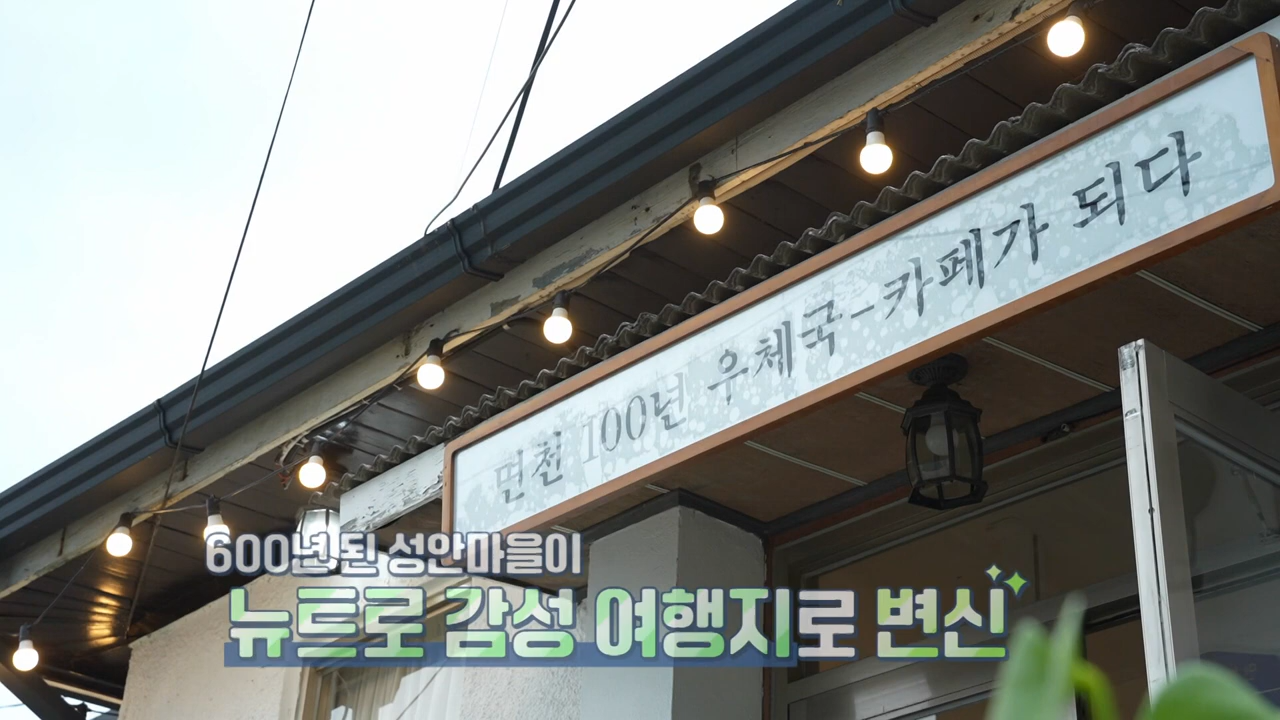 면천 100년 우체국-카페가 되다
600년 된 성안마을이
뉴트로 감성 여행지로 변신